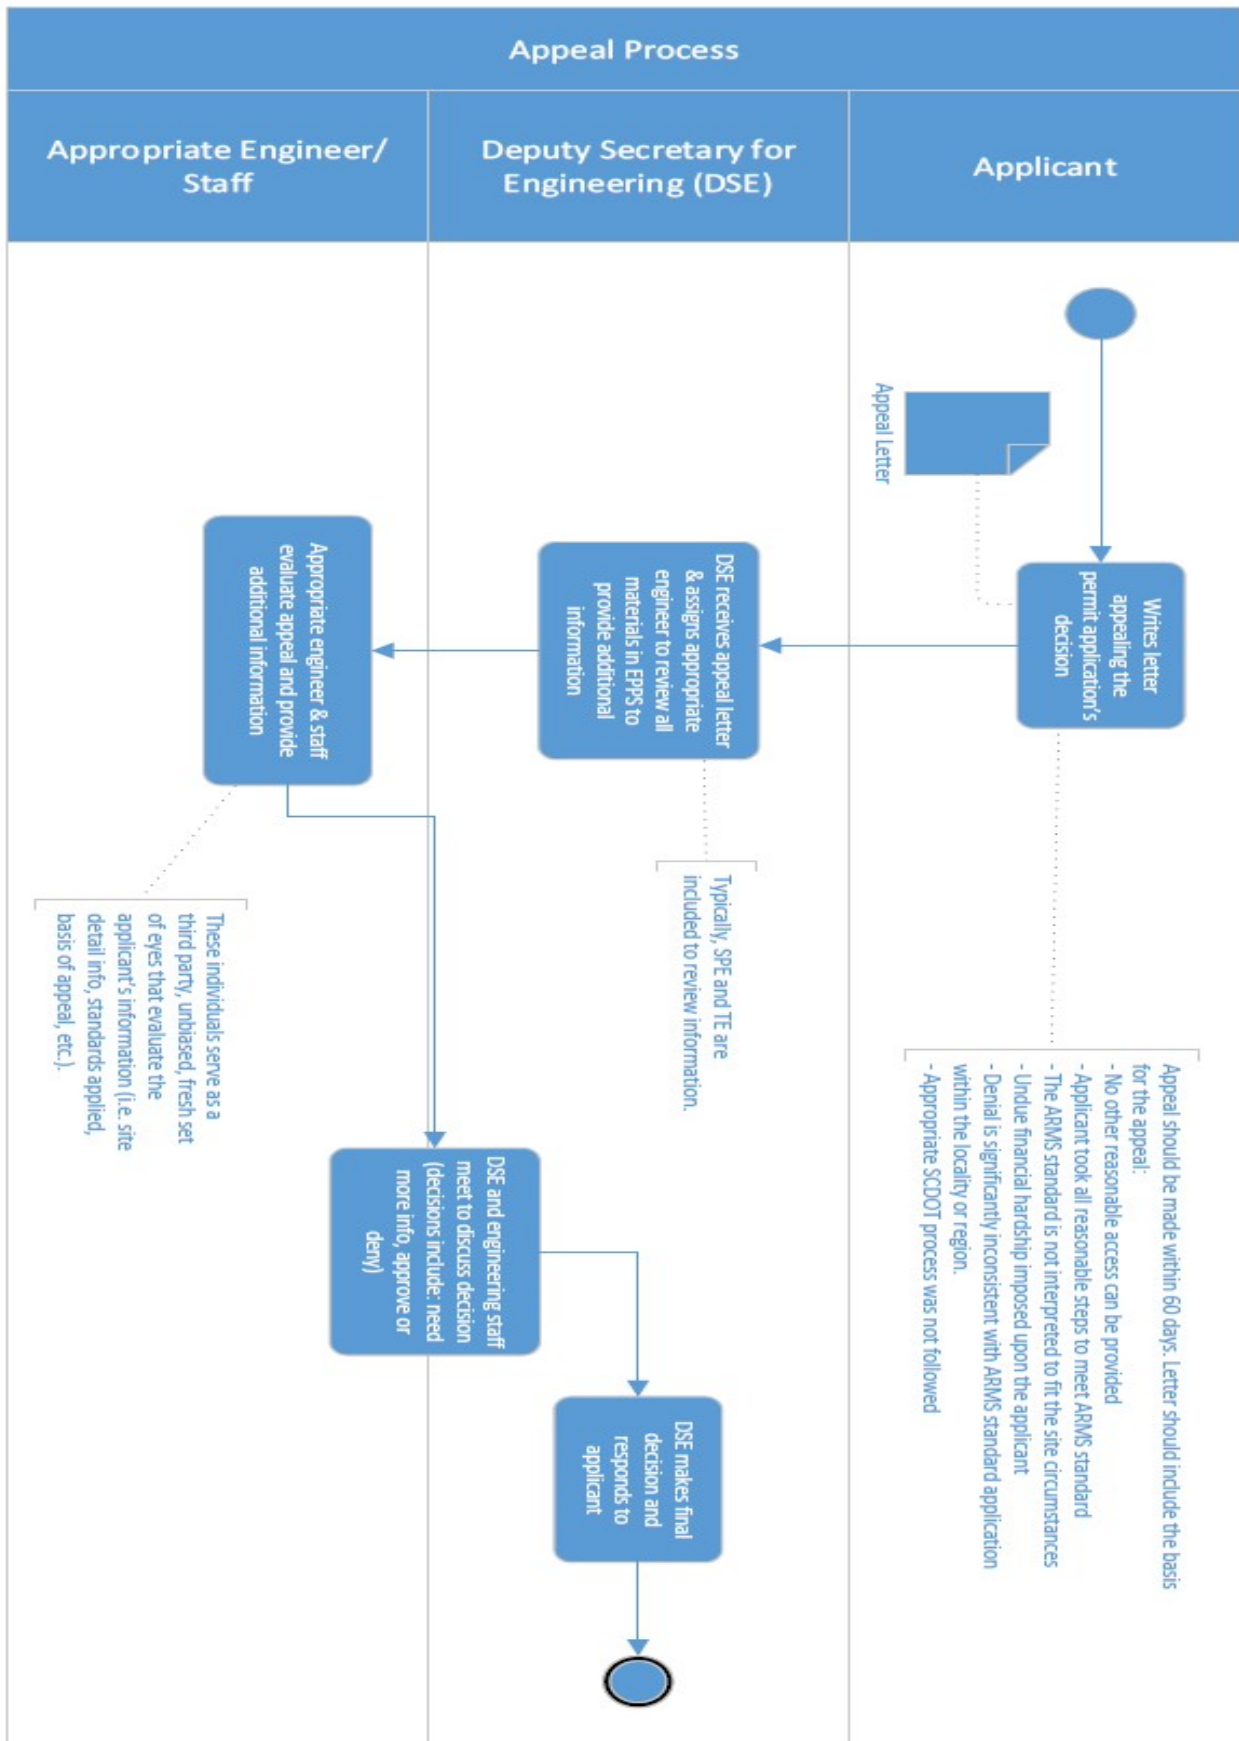 Appeal Process
Applicant
Deputy Secretary for
Engineering (DSE)
Appropriate Engineer/
Staff
Appeal Letter
Writes letter
appealing the
permit application's
decision
Appeal should be made within 60 days. Letter should include the basis
for the appeal:
- No other reasonable access can be provided
- Applicant took all reasonable steps to meet ARMS standard
- The ARMS standard is not interpreted to fit the site circumstances
- Undue financial hardship imposed upon the applicant
- Denial is significantly inconsistent with ARMS standard application
within the locality or region.
- Appropriate SCDOT process was not followed
DSE receives appeal letter
& assigns appropriate
engineer to review all
materials in EPPS to
provide additional
information
Typically, SPE and TE are
included to review information.
Appropriate engineer & staff
evaluate appeal and provide
additional information
These individuals serve as a
third party, unbiased, fresh set
of eyes that evaluate the
applicant's information (i.e. site
detail info, standards applied,
basis of appeal, etc.).
DSE and engineering staff
meet to discuss decision
(decisions include: need
more info, approve or
deny)
DSE makes final
decision and
responds to
applicant